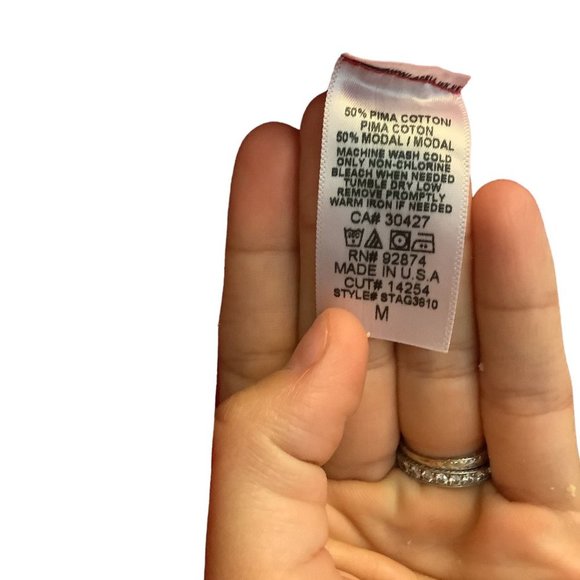 50% PIMA COTTON/
PIMA COTON
50% MODAL / MODAL
MACHINE WASH COLD
ONLY NON-CHLORINE
BLEACH WHEN NEEDED
TUMBLE DRY LOW
REMOVE PROMPTLY
WARM IRON IF NEEDED
CA# 30427
RN# 92874
MADE IN U.S.A
CUT# 14254
STYLE# STAG3910
M